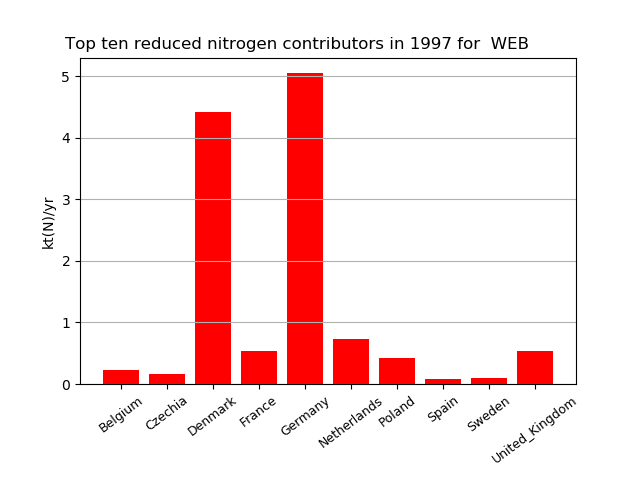 Top ten reduced nitrogen contributors in 1997 for  WEB
kt(N)/yr
5
4
3
2
1
0
Belgium
Czechia
Denmark
France
Germany
Netherlands
Poland
Spain
Sweden
United_Kingdom